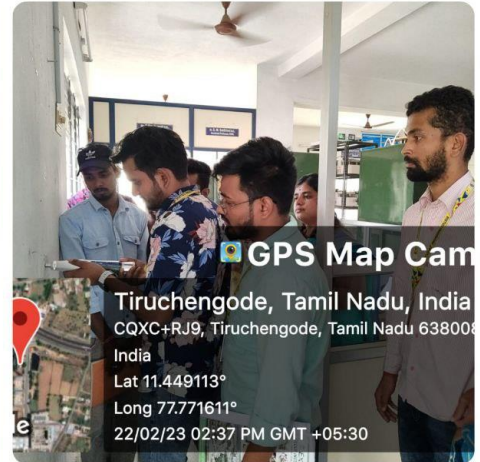 GPS Map Cam
Tiruchengode, Tamil Nadu, India
CQXC+RJ9, Tiruchengode, Tamil Nadu 638008
India
Lat 11.449113°
Long 77.771611°
22/02/23 02:37 PM GMT +05:30
le